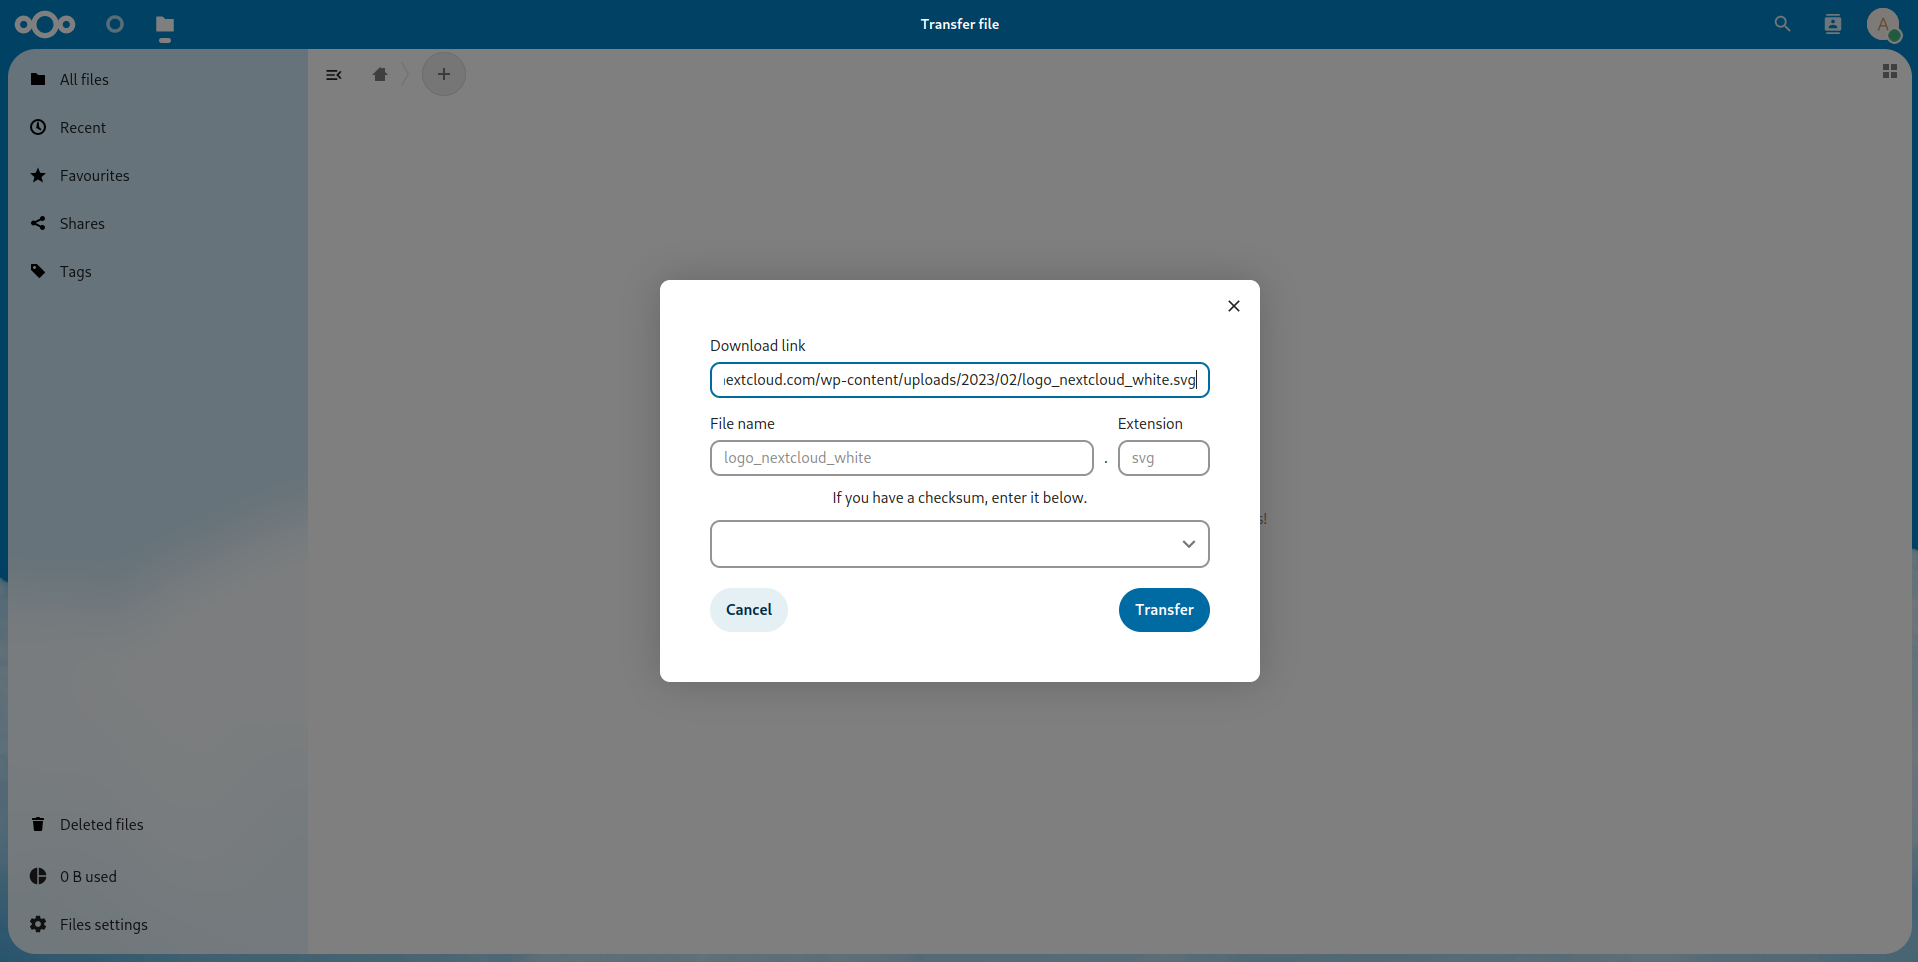 Transfer file
A
All files
Recent
Favourites
Shares
Tags
Download link
nextcloud.com/wp-content/uploads/2023/02/logo_nextcloud_white.svg
File name
Extension
logo_nextcloud_white
.
svg
If you have a checksum, enter it below.
Cancel
Transfer
Deleted files
0 B used
Files settings